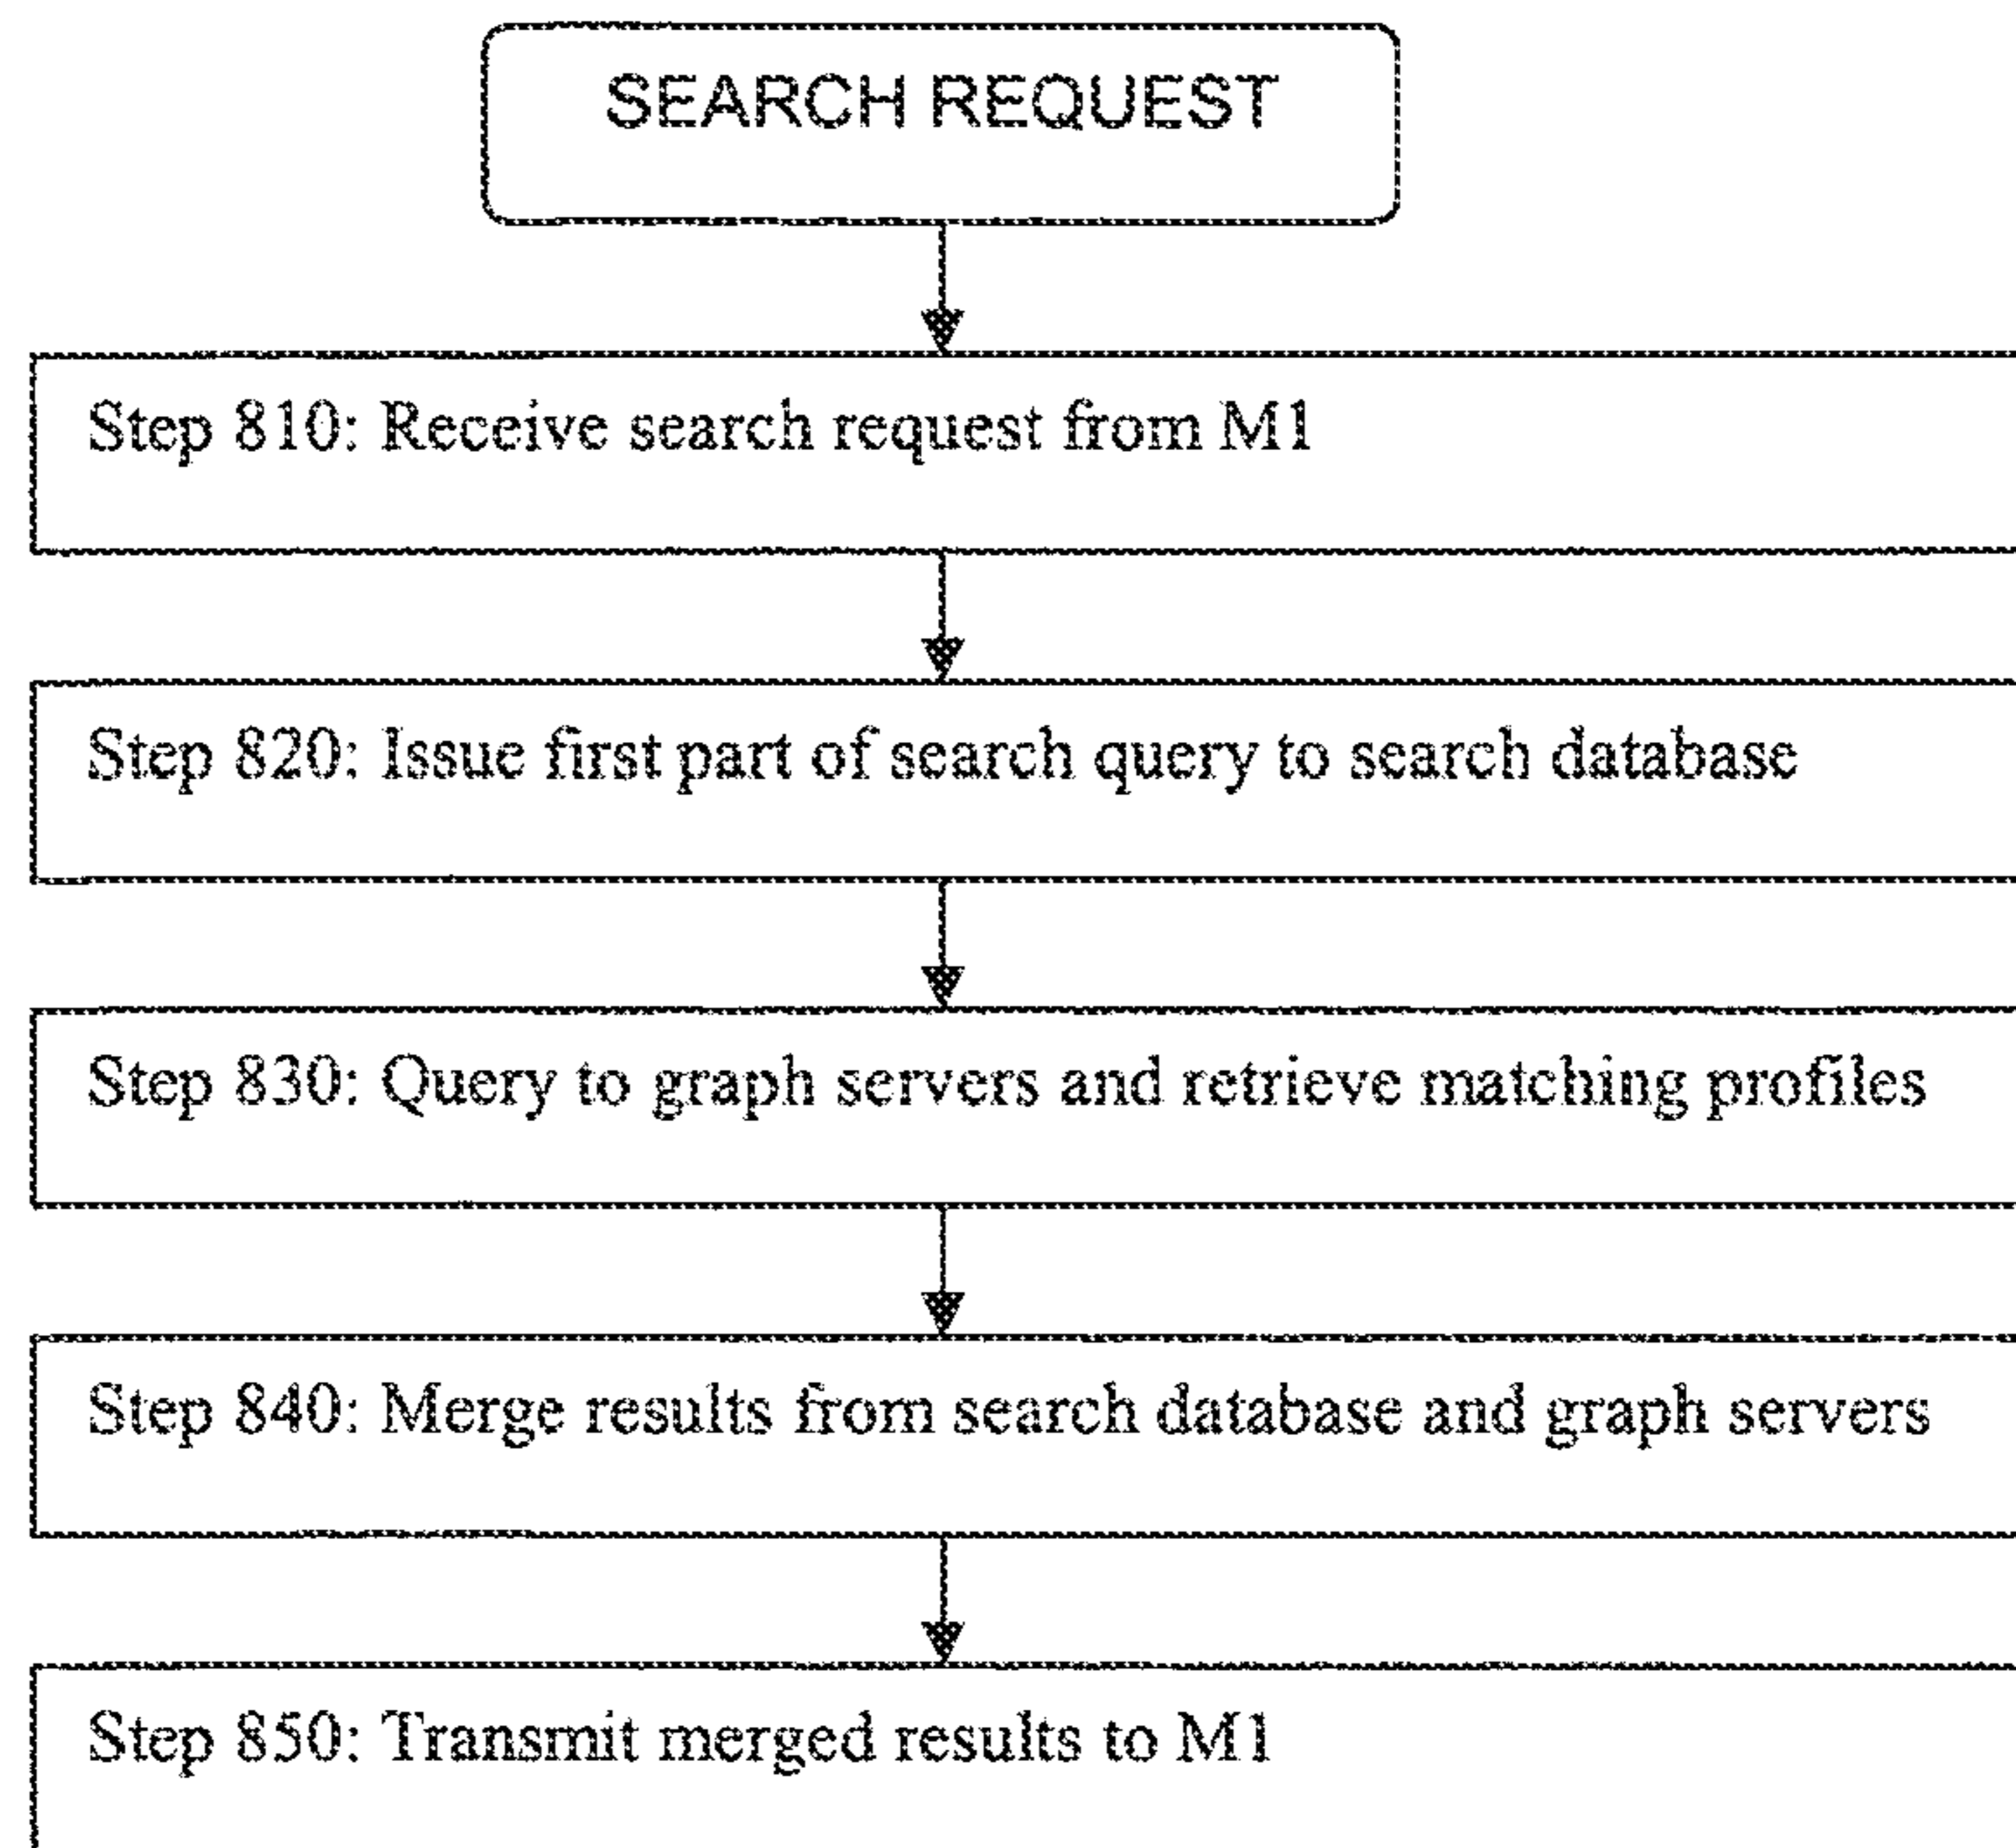 SEARCH REQUEST
Step 810: Receive search request from M1
Step 820: Issue first part of search query to search database
Step 830: Query to graph servers and retrieve matching profiles
Step 840: Merge results from search database and graph servers
Step 850: Transmit merged results to M1